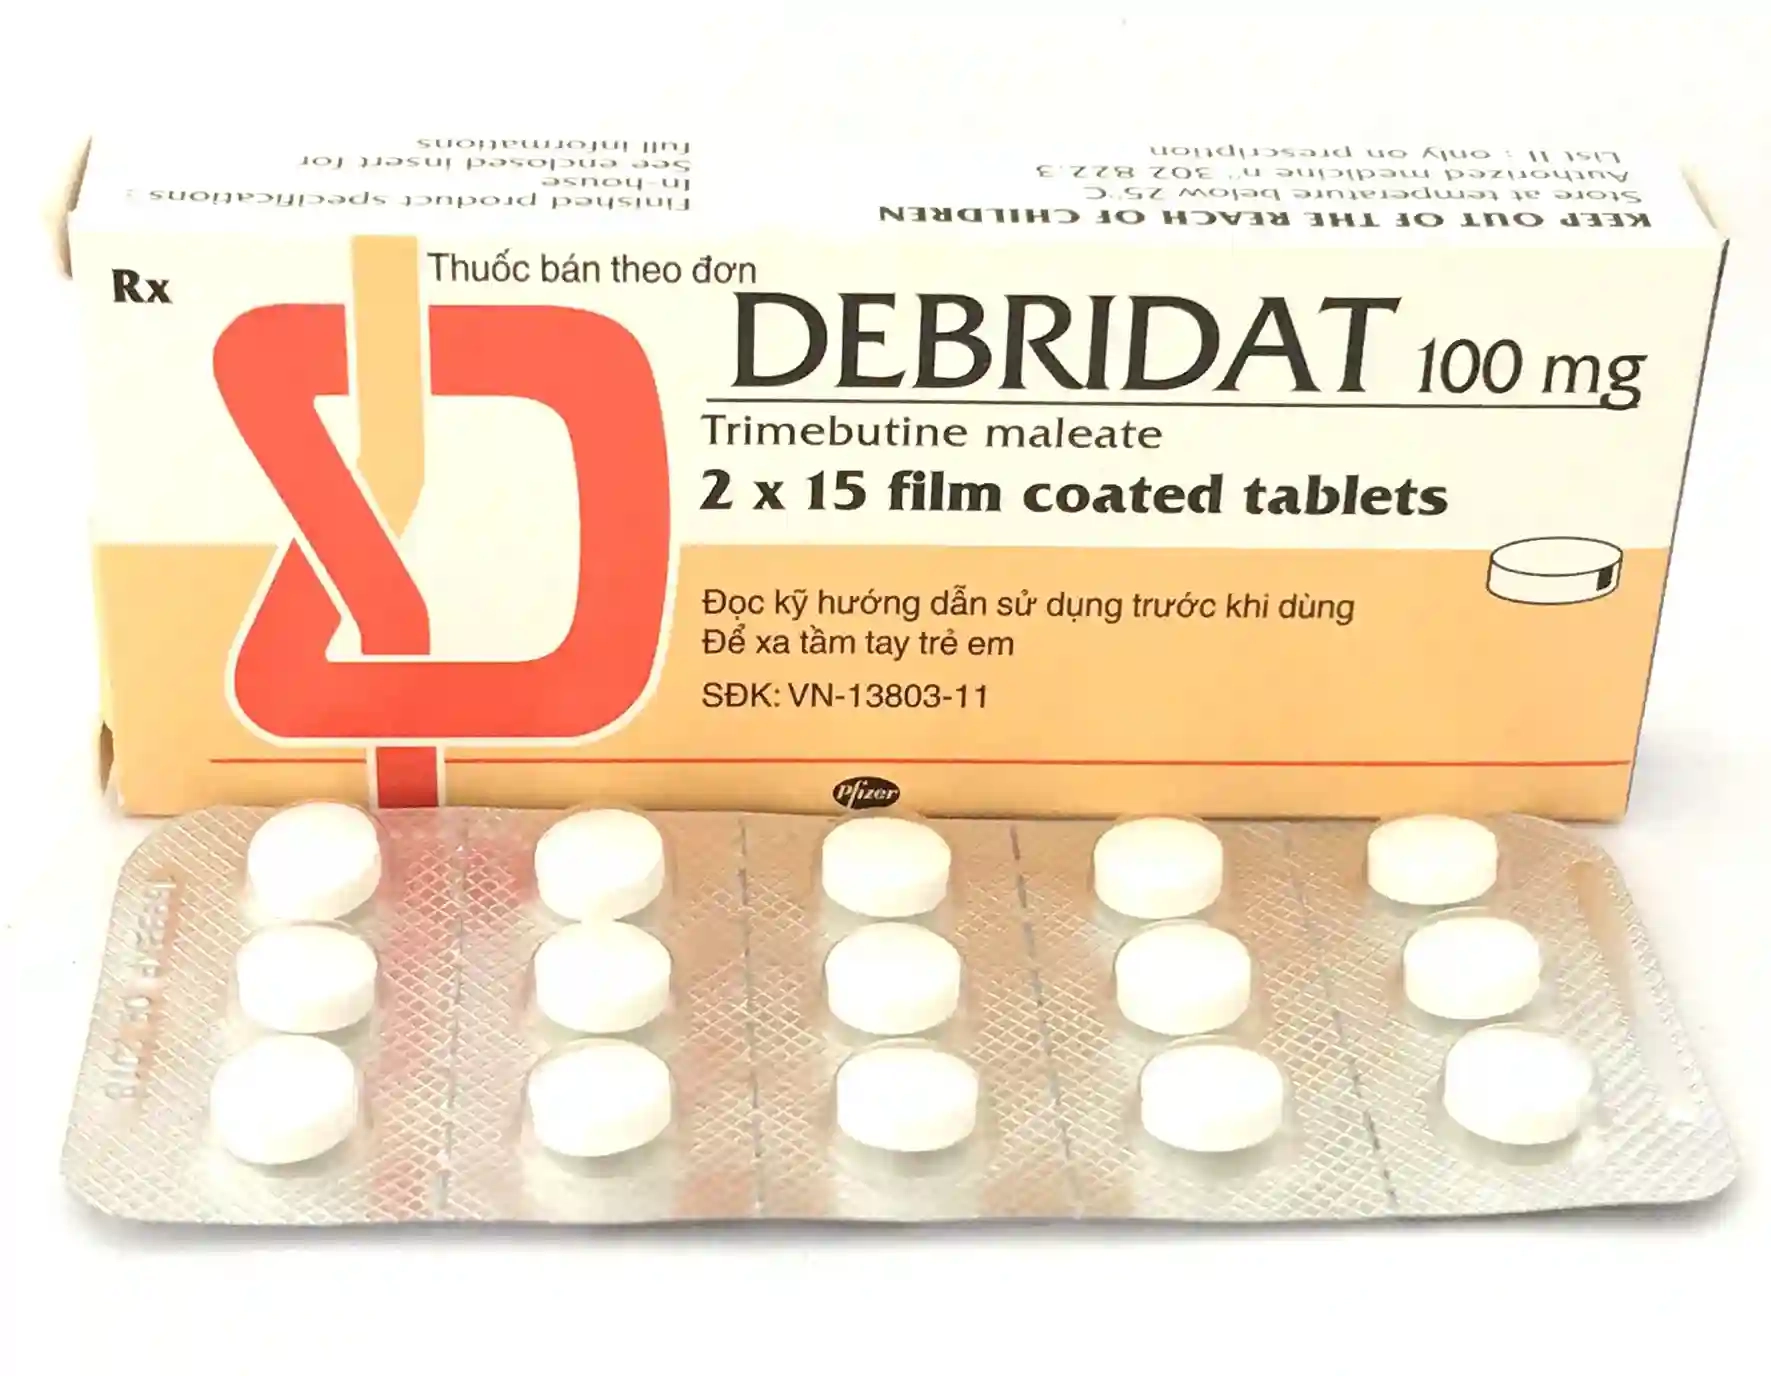 Finished product specifications :
In-house
See enclosed insert for
full informations
KEEP OUT OF THE REACH OF CHILDREN
Store at temperature below 25°C
Authorized medicine n° 302 822.3
List II : only on prescription
Rx
Thuốc bán theo đơn
DEBRIDAT 100 mg
Trimebutine maleate
2 x 15 film coated tablets
Đọc kỹ hướng dẫn sử dụng trước khi dùng
Để xa tầm tay trẻ em
SĐK: VN-13803-11
Pfizer